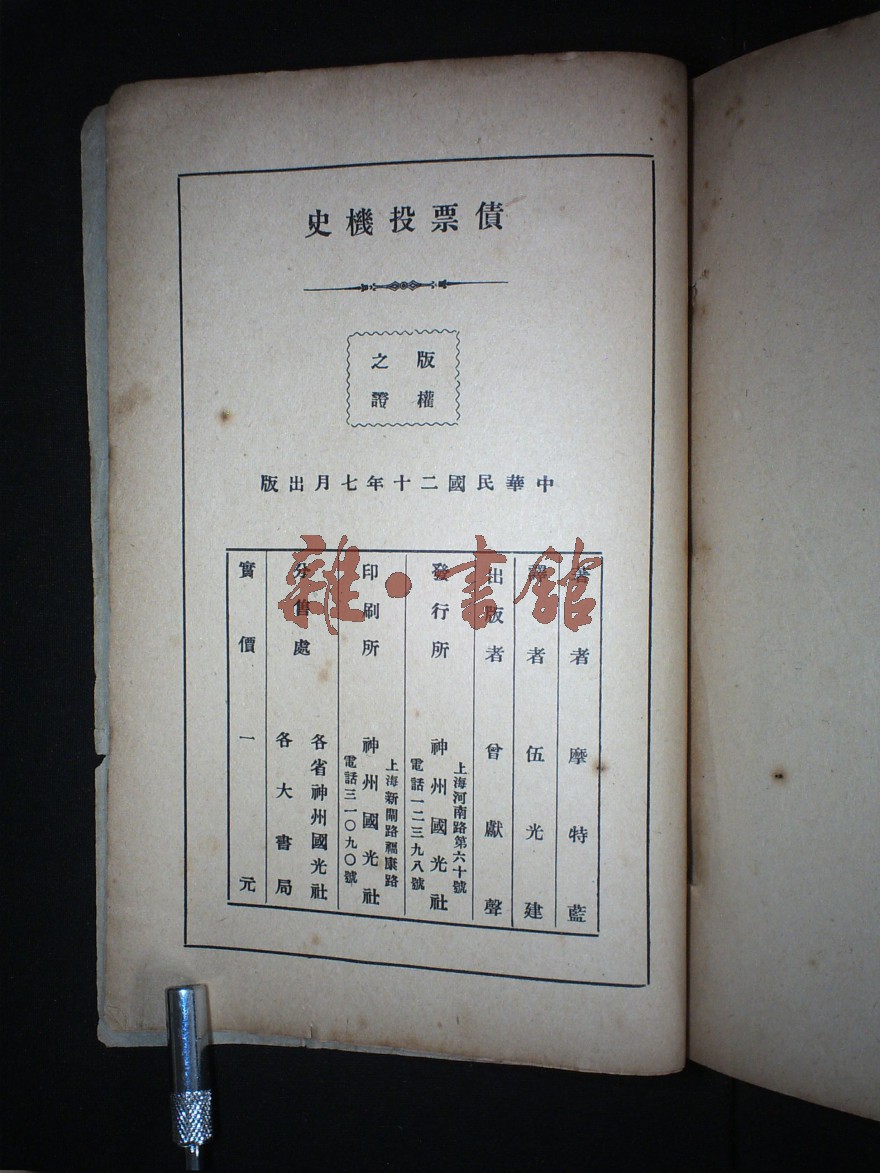 債票投機史
版權
之證
中華民國二十年七月出版
著者 摩特藍
譯者 伍光建
出版者 曾獻聲
發行所 上海河南路第六十號
神州國光社
電話一二三九八號
印刷所 上海新閘路福康路
神州國光社
電話三一〇九〇號
分售處 各省神州國光社
各大書局
實價一元
雜·書館